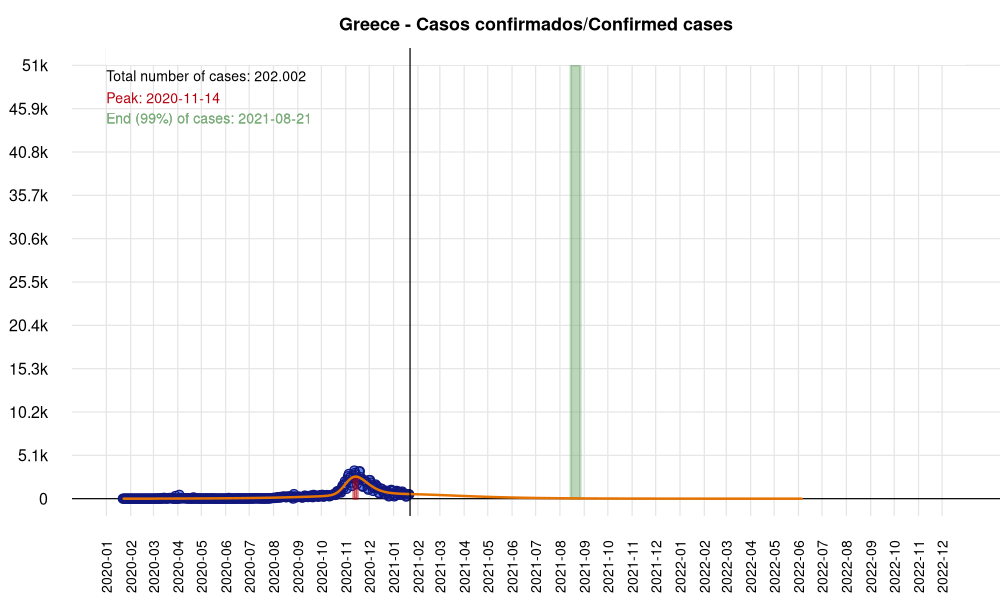 Greece - Casos confirmados/Confirmed cases
Total number of cases: 202.002
Peak: 2020-11-14
End (99%) of cases: 2021-08-21
51k
45.9k
40.8k
35.7k
30.6k
25.5k
20.4k
15.3k
10.2k
5.1k
0
2020-01
2020-02
2020-03
2020-04
2020-05
2020-06
2020-07
2020-08
2020-09
2020-10
2020-11
2020-12
2021-01
2021-02
2021-03
2021-04
2021-05
2021-06
2021-07
2021-08
2021-09
2021-10
2021-11
2021-12
2022-01
2022-02
2022-03
2022-04
2022-05
2022-06
2022-07
2022-08
2022-09
2022-10
2022-11
2022-12